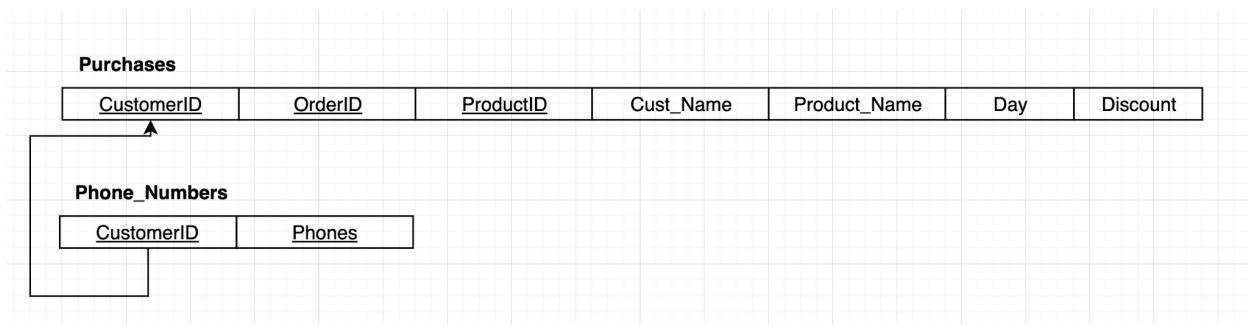 Purchases
CustomerID OrderID ProductID Cust_Name Product_Name Day Discount
Phone_Numbers
CustomerID Phones